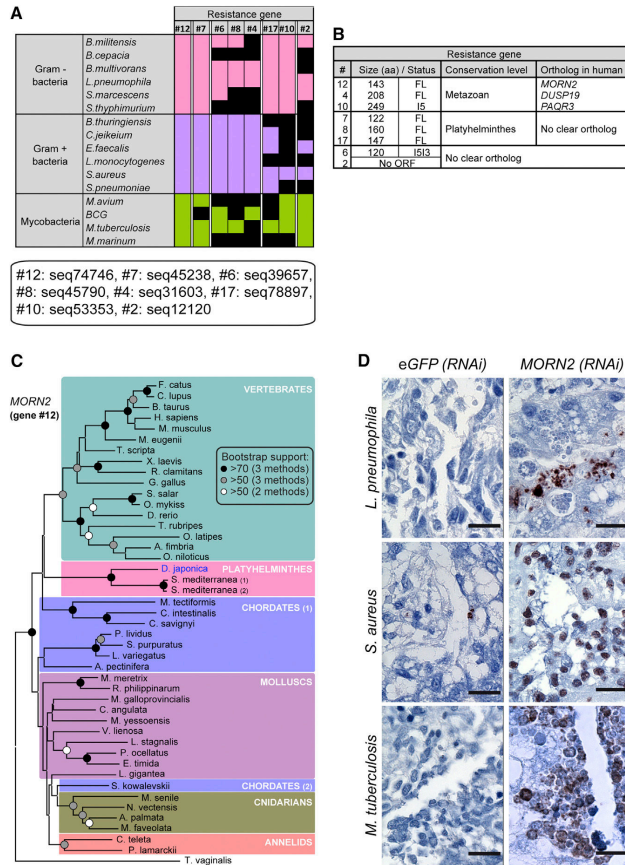 A
Resistance gene
#12 #7 #6 #8 #4 #17 #10 #2
Gram -
bacteria
B.militensis
B.cepacia
B.multivorans
L.pneumophila
S.marcescens
S.thyphimurium
Gram +
bacteria
B.thuringiensis
C.jeikeium
E.faecalis
L.monocytogenes
S.aureus
S.pneumoniae
Mycobacteria
M.avium
BCG
M.tuberculosis
M.marinum
#12: seq74746, #7: seq45238, #6: seq39657,
#8: seq45790, #4: seq31603, #17: seq78897,
#10: seq53353, #2: seq12120
B
Resistance gene
# Size (aa) / Status Conservation level Ortholog in human
12 193 FL Metazoan MORN2
4 208 FL DUSP19
10 249 I5 PAQR3
7 122 FL Platyhelminthes No clear ortholog
8 160 FL
17 147 FL
6 120 I5I3 No clear ortholog
2 No ORF
C
MORN2
(gene #12)
VERTEBRATES
F. catus
C. lupus
B. taurus
H. sapiens
M. musculus
M. eugenii
T. scripta
X. laevis
R. clamitans
G. gallus
S. salar
O. mykiss
D. rerio
T. rubripes
O. latipes
A. fimbria
O. niloticus
Bootstrap support:
>70 (3 methods)
>50 (3 methods)
>50 (2 methods)
PLATYHELMINTHES
D. japonica
S. mediterranea (1)
S. mediterranea (2)
CHORDATES (1)
M. tectiformis
C. intestinalis
C. savignyi
P. lividus
S. purpuratus
L. variegatus
A. pectinifera
MOLLUSCS
M. meretrix
R. philippinarum
M. galloprovincialis
C. angulata
M. yessoensis
V. lienosa
L. stagnalis
P. ocellatus
E. timida
L. gigantea
CHORDATES (2)
S. kowalevskii
CNIDARIANS
M. senile
N. vectensis
A. palmata
M. faveolata
ANNELIDS
C. teleta
P. lamarckii
T. vaginalis
D
eGFP (RNAi) MORN2 (RNAi)
L. pneumophila
S. aureus
M. tuberculosis